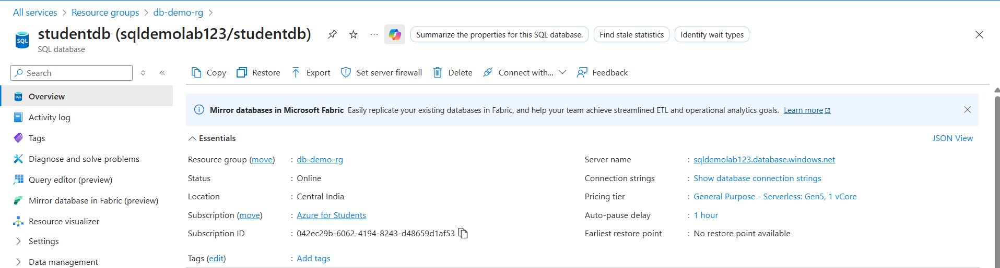 All services > Resource groups > db-demo-rg >
studentdb (sqldemolab123/studentdb)
Summarize the properties for this SQL database.
Find stale statistics
Identify wait types
SQL
SQL database
Search
Copy
Restore
Export
Set server firewall
Delete
Connect with...
Feedback
SQL Overview
Activity log
Tags
Diagnose and solve problems
Query editor (preview)
Mirror database in Fabric (preview)
Resource visualizer
Settings
Data management
Mirror databases in Microsoft Fabric Easily replicate your existing databases in Fabric, and help your team achieve streamlined ETL and operational analytics goals. Learn more
Essentials
JSON View
Resource group (move) : db-demo-rg
Status : Online
Location : Central India
Subscription (move) : Azure for Students
Subscription ID : 042ec29b-6062-4194-8243-d48659d1af53
Server name : sqldemolab123.database.windows.net
Connection strings : Show database connection strings
Pricing tier : General Purpose - Serverless: Gen5, 1 vCore
Auto-pause delay : 1 hour
Earliest restore point : No restore point available
Tags (edit) : Add tags